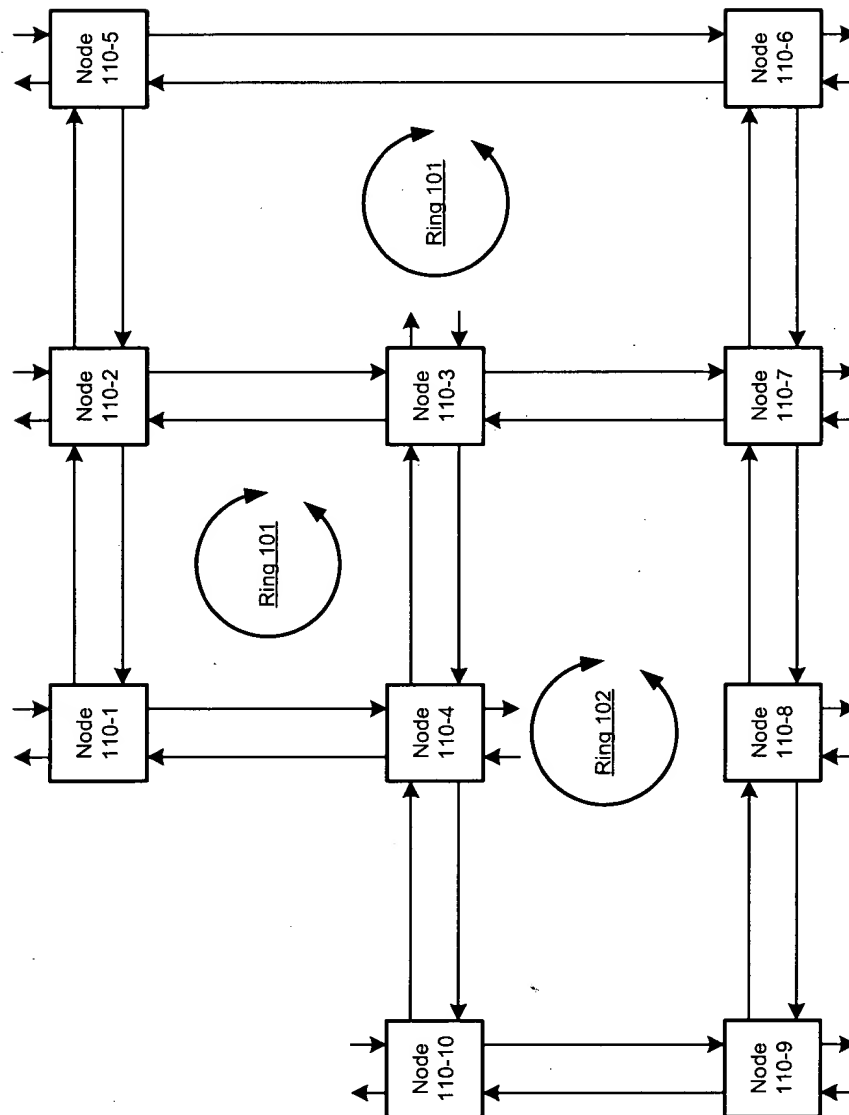 Node
110-1
Node
110-2
Node
110-5
Ring 101
Ring 101
Node
110-10
Node
110-4
Node
110-3
Ring 102
Node
110-9
Node
110-8
Node
110-7
Node
110-6